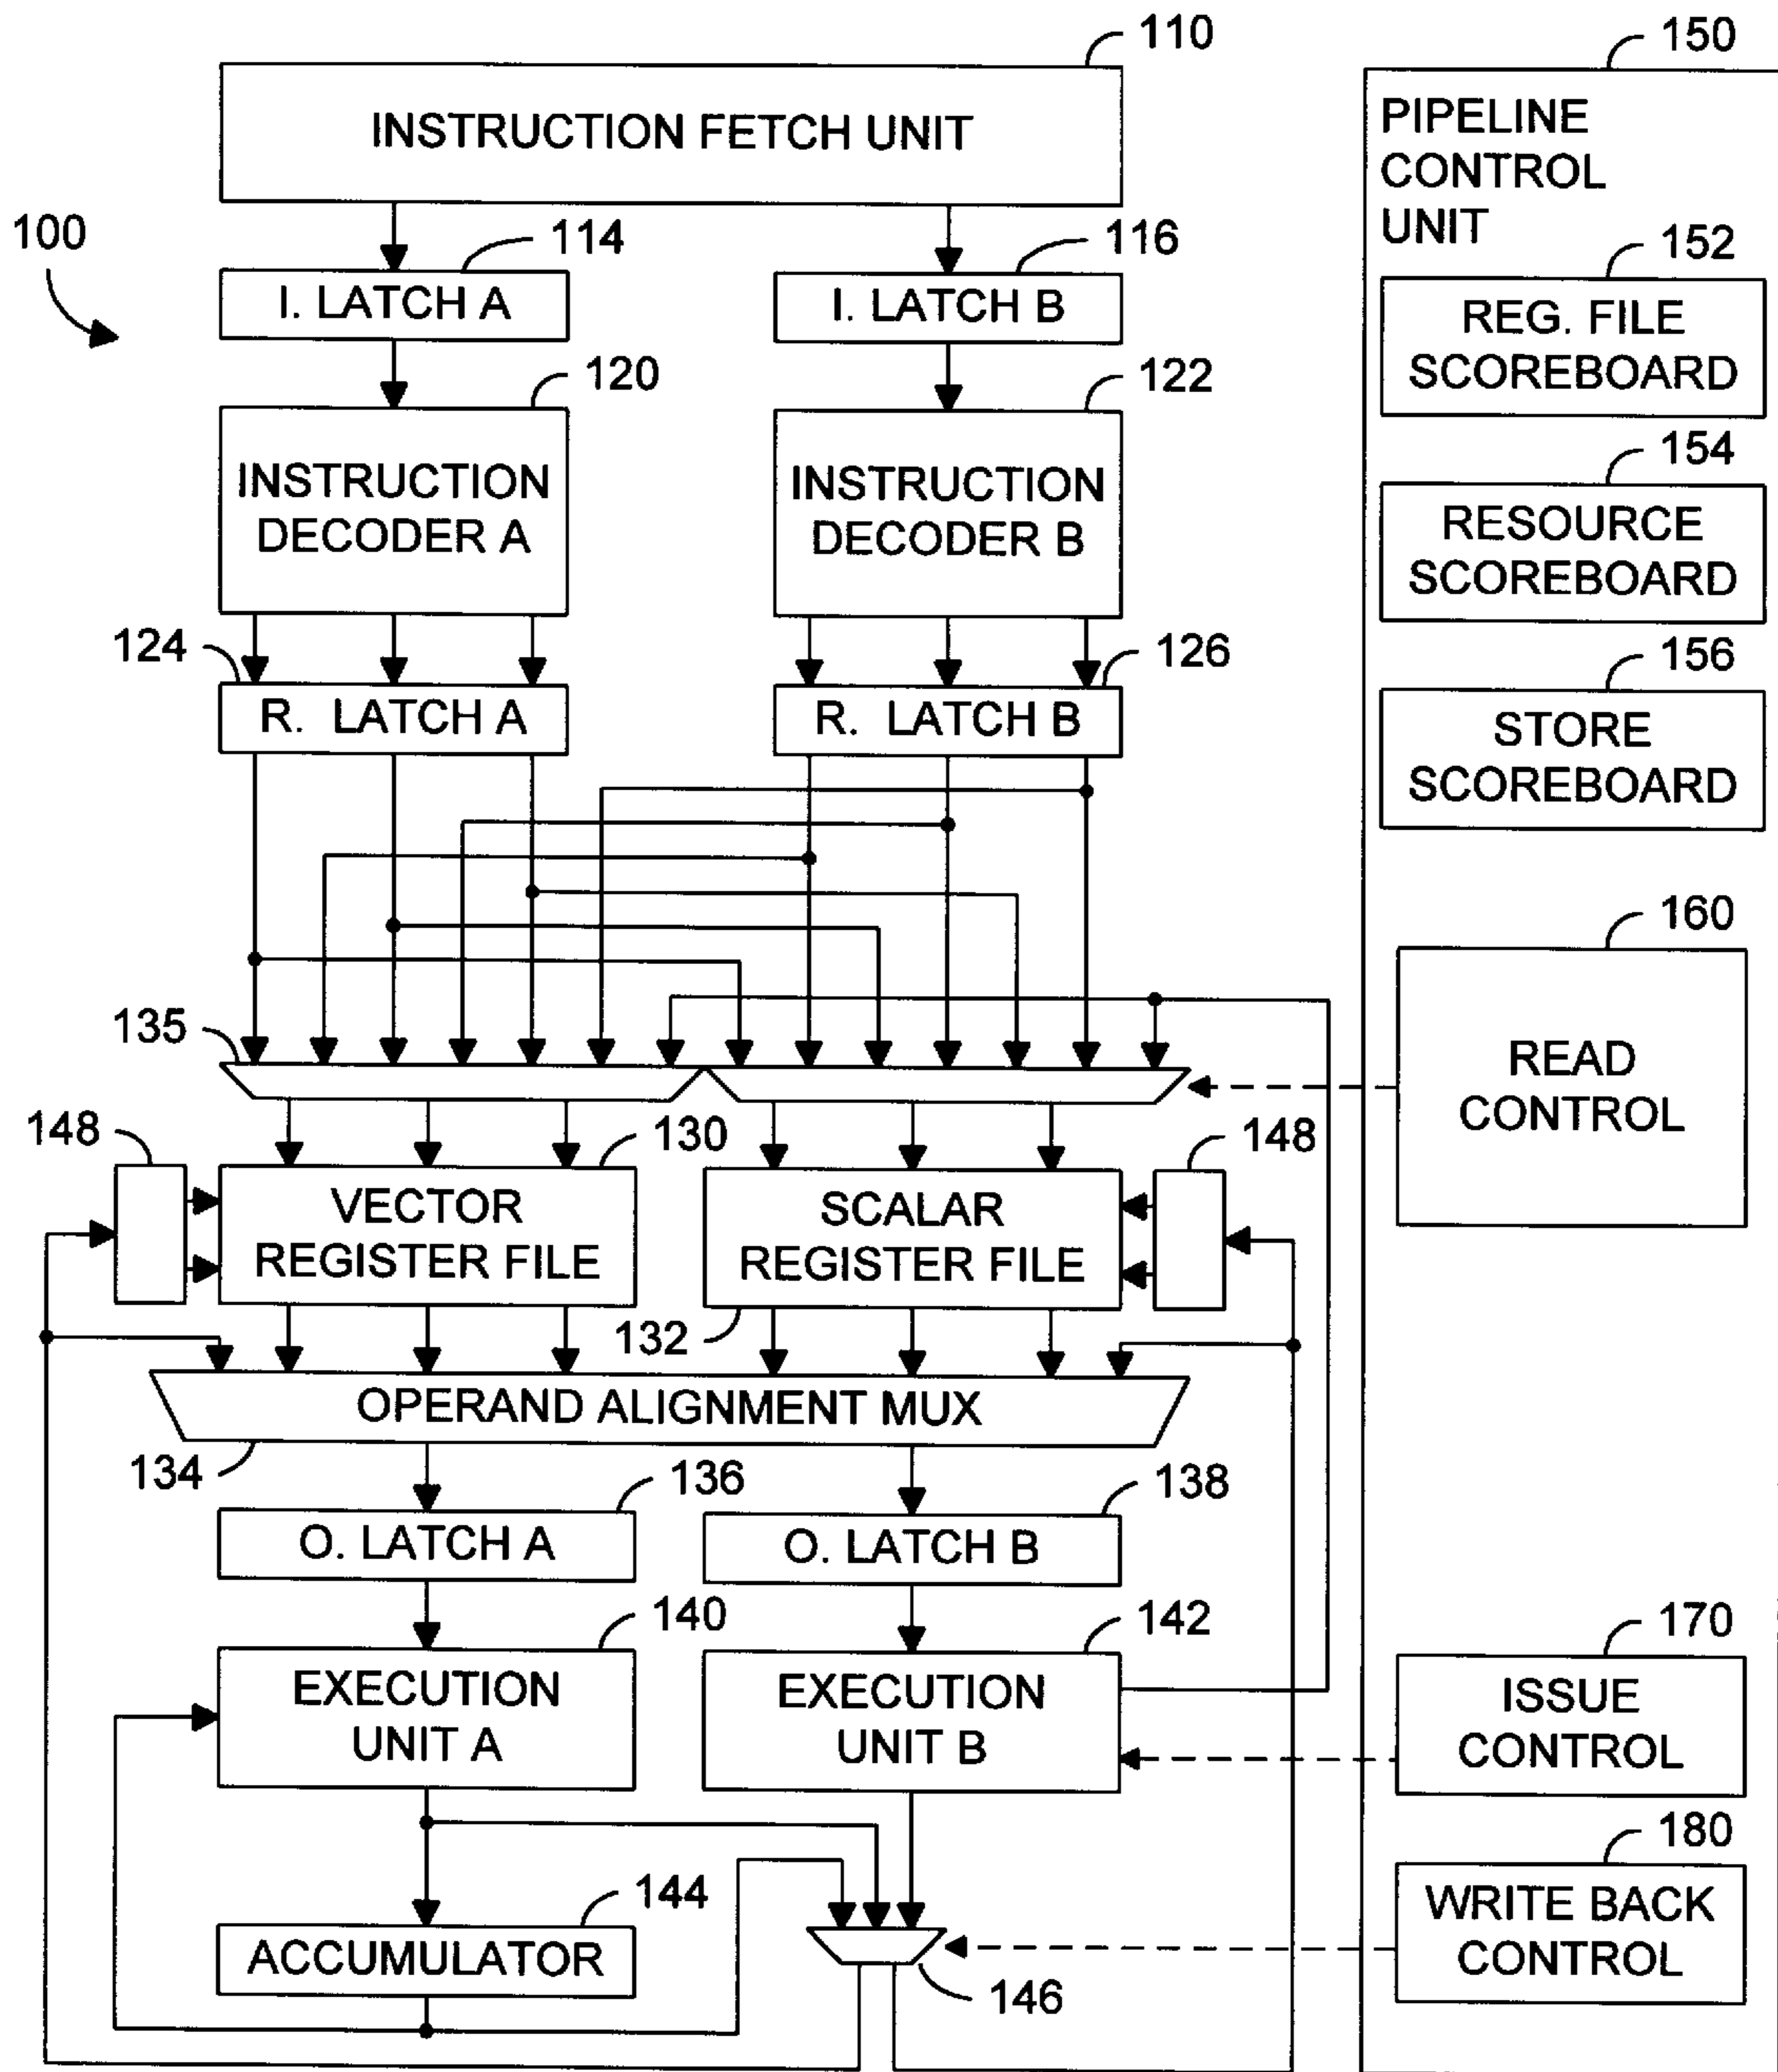 110
150
INSTRUCTION FETCH UNIT
PIPELINE
CONTROL
UNIT
100
114
116
152
I. LATCH A
I. LATCH B
REG. FILE
SCOREBOARD
120
122
154
INSTRUCTION
DECODER A
INSTRUCTION
DECODER B
RESOURCE
SCOREBOARD
124
126
156
R. LATCH A
R. LATCH B
STORE
SCOREBOARD
160
135
READ
CONTROL
148
130
148
VECTOR
REGISTER FILE
SCALAR
REGISTER FILE
132
OPERAND ALIGNMENT MUX
134
136
138
O. LATCH A
O. LATCH B
140
142
170
EXECUTION
UNIT A
EXECUTION
UNIT B
ISSUE
CONTROL
180
144
ACCUMULATOR
WRITE BACK
CONTROL
146